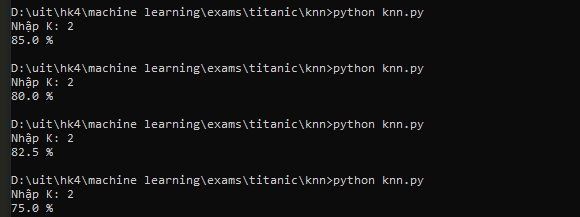 D:\uit\hk4\machine learning\exams\titanic\knn>python knn.py
Nhập K: 2
85.0 %
D:\uit\hk4\machine learning\exams\titanic\knn>python knn.py
Nhập K: 2
80.0 %
D:\uit\hk4\machine learning\exams\titanic\knn>python knn.py
Nhập K: 2
82.5 %
D:\uit\hk4\machine learning\exams\titanic\knn>python knn.py
Nhập K: 2
75.0 %